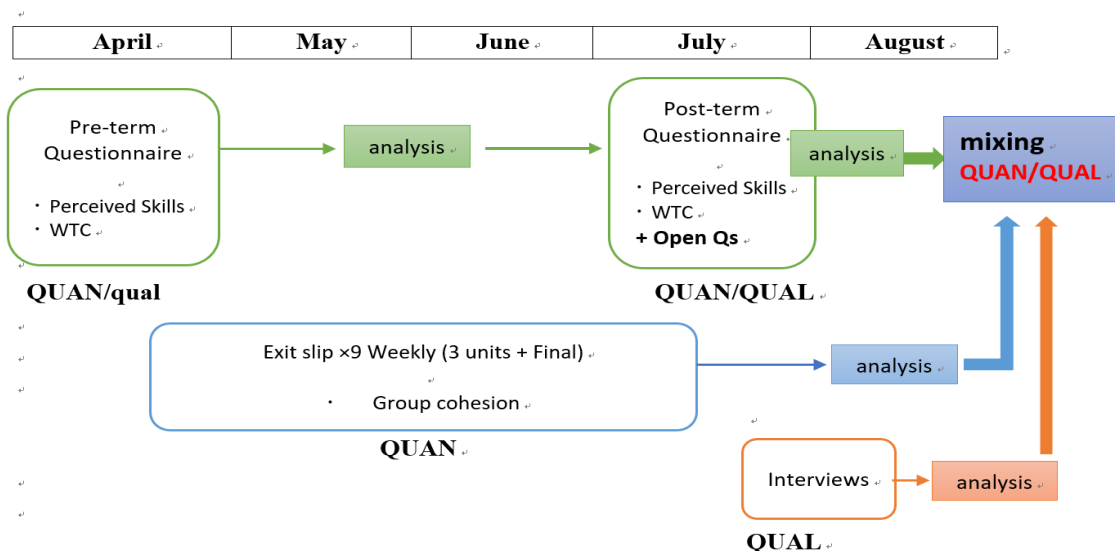 April May June July August
Pre-term
Questionnaire
・ Perceived Skills
・ WTC
QUAN/qual
analysis
Post-term
Questionnaire
・ Perceived Skills
・ WTC
+ Open Qs
QUAN/QUAL
analysis
mixing
QUAN/QUAL
Exit slip ×9 Weekly (3 units + Final)
・ Group cohesion
QUAN
analysis
Interviews
QUAL
analysis